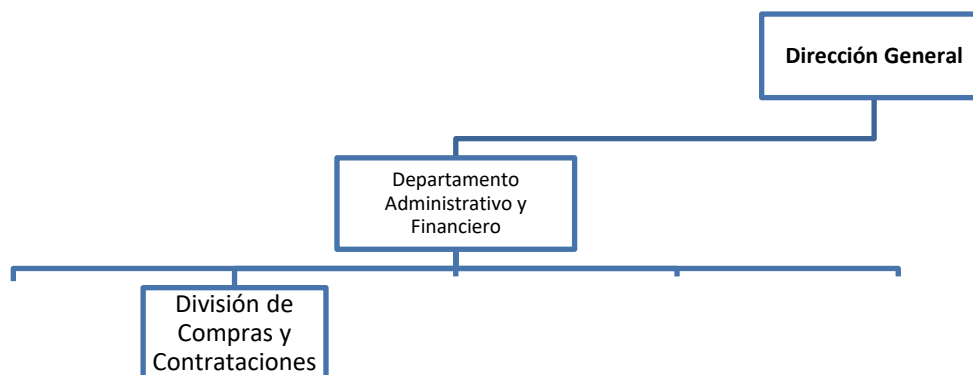 Dirección General
Departamento
Administrativo y
Financiero
División de
Compras y
Contrataciones